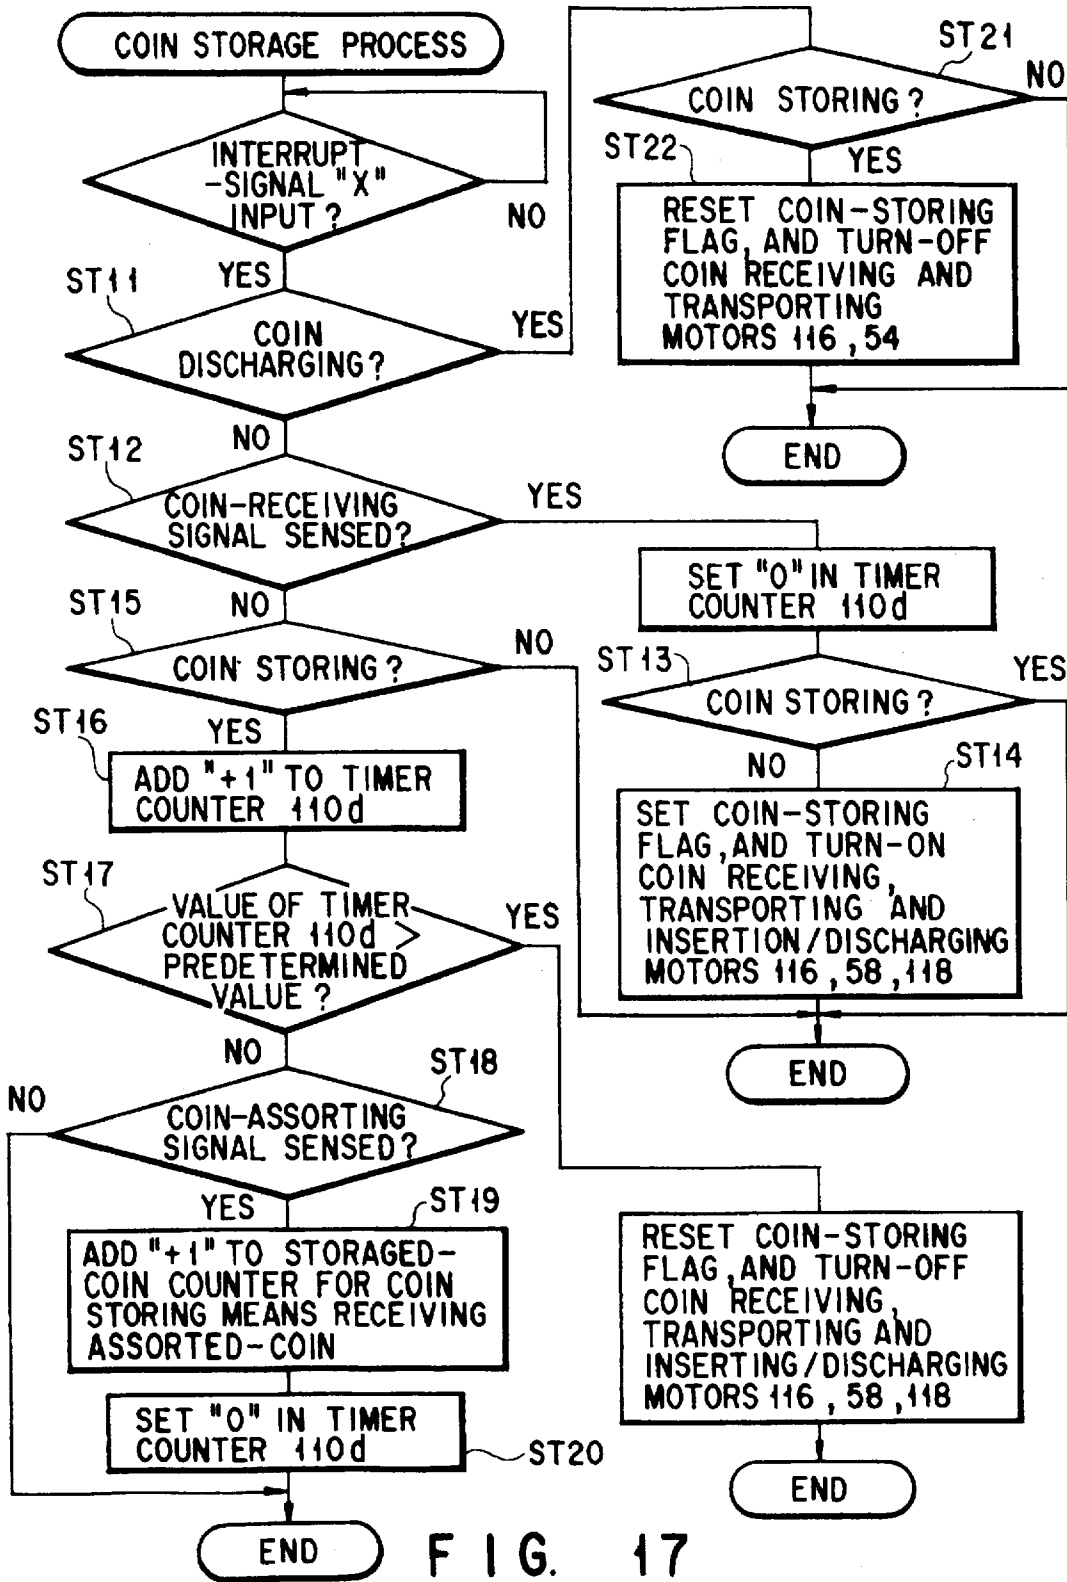 COIN STORAGE PROCESS
INTERRUPT
-SIGNAL "X"
INPUT?
NO
YES
ST11
COIN
DISCHARGING?
YES
NO
ST12
COIN-RECEIVING
SIGNAL SENSED?
YES
NO
ST15
COIN STORING?
NO
YES
ST16
ADD "+1" TO TIMER
COUNTER 110d
ST17
VALUE OF TIMER
COUNTER 110d >
PREDETERMINED
VALUE?
YES
NO
ST18
NO
COIN-ASSORTING
SIGNAL SENSED?
YES
ST19
ADD "+1" TO STORAGED-
COIN COUNTER FOR COIN
STORING MEANS RECEIVING
ASSORTED-COIN
SET "0" IN TIMER
COUNTER 110d
ST20
END
ST21
COIN STORING?
NO
YES
ST22
RESET COIN-STORING
FLAG, AND TURN-OFF
COIN RECEIVING AND
TRANSPORTING
MOTORS 116, 54
END
SET "0" IN TIMER
COUNTER 110d
ST13
COIN STORING?
YES
NO
ST14
SET COIN-STORING
FLAG, AND TURN-ON
COIN RECEIVING,
TRANSPORTING AND
INSERTION/DISCHARGING
MOTORS 116, 58, 118
END
RESET COIN-STORING
FLAG, AND TURN-OFF
COIN RECEIVING,
TRANSPORTING AND
INSERTING/DISCHARGING
MOTORS 116, 58, 118
END
FIG. 17